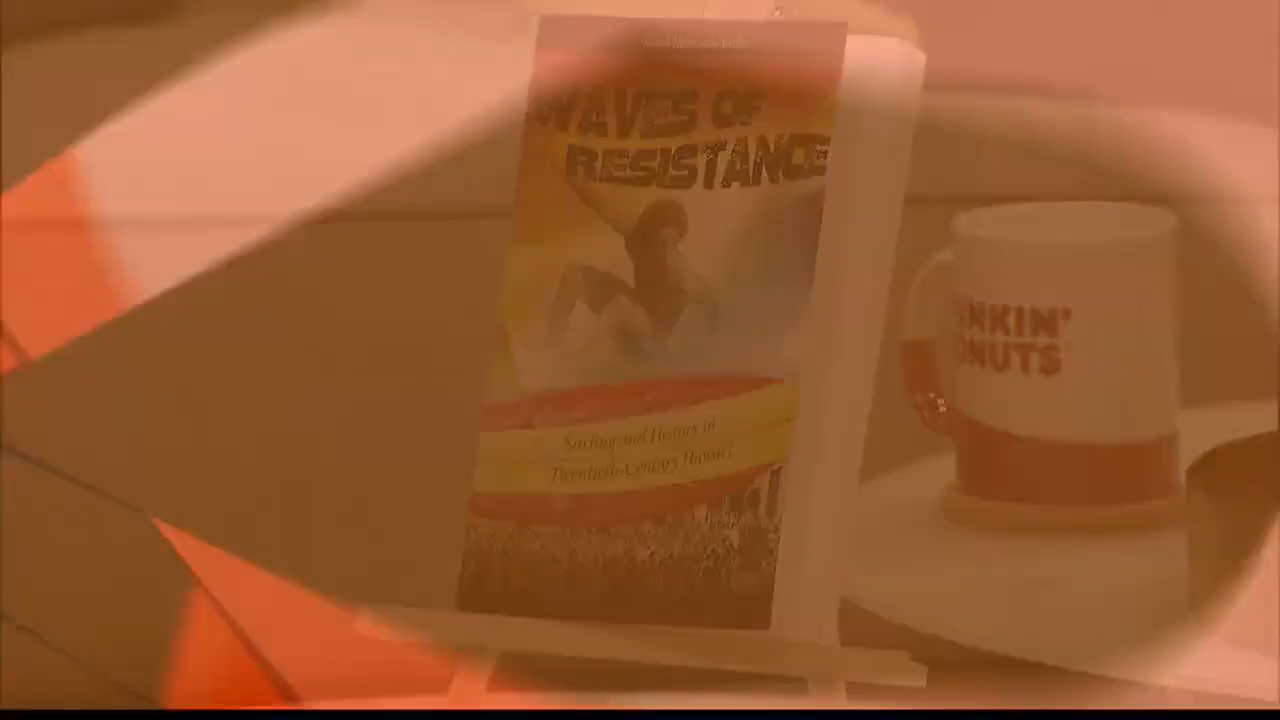 WAVES OF
RESISTANCE
Surfing and History in
Twentieth-Century Hawai'i
NKIN'
NUTS